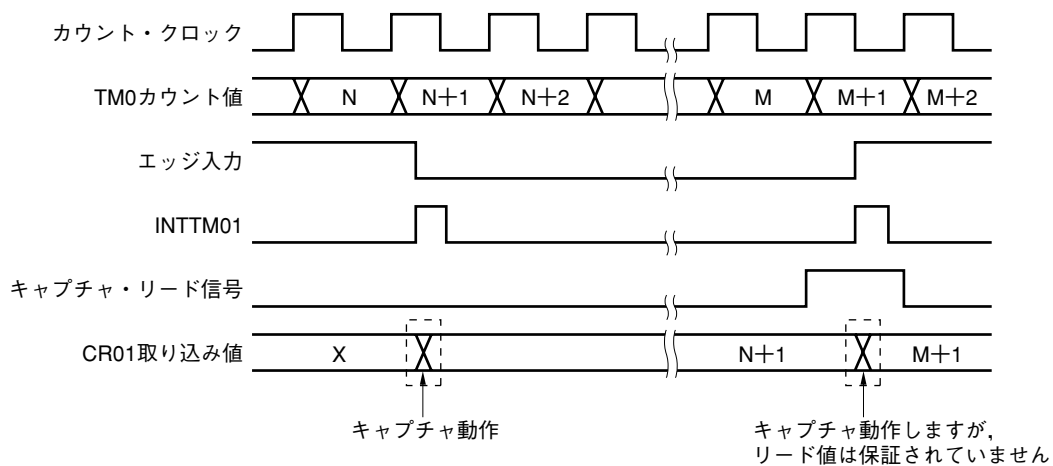 カウント・クロック
TM0カウント値 N N+1 N+2 M M+1 M+2
エッジ入力
INTTM01
キャプチャ・リード信号
CR01取り込み値 X N+1 M+1
キャプチャ動作
キャプチャ動作しますが,
リード値は保証されていません